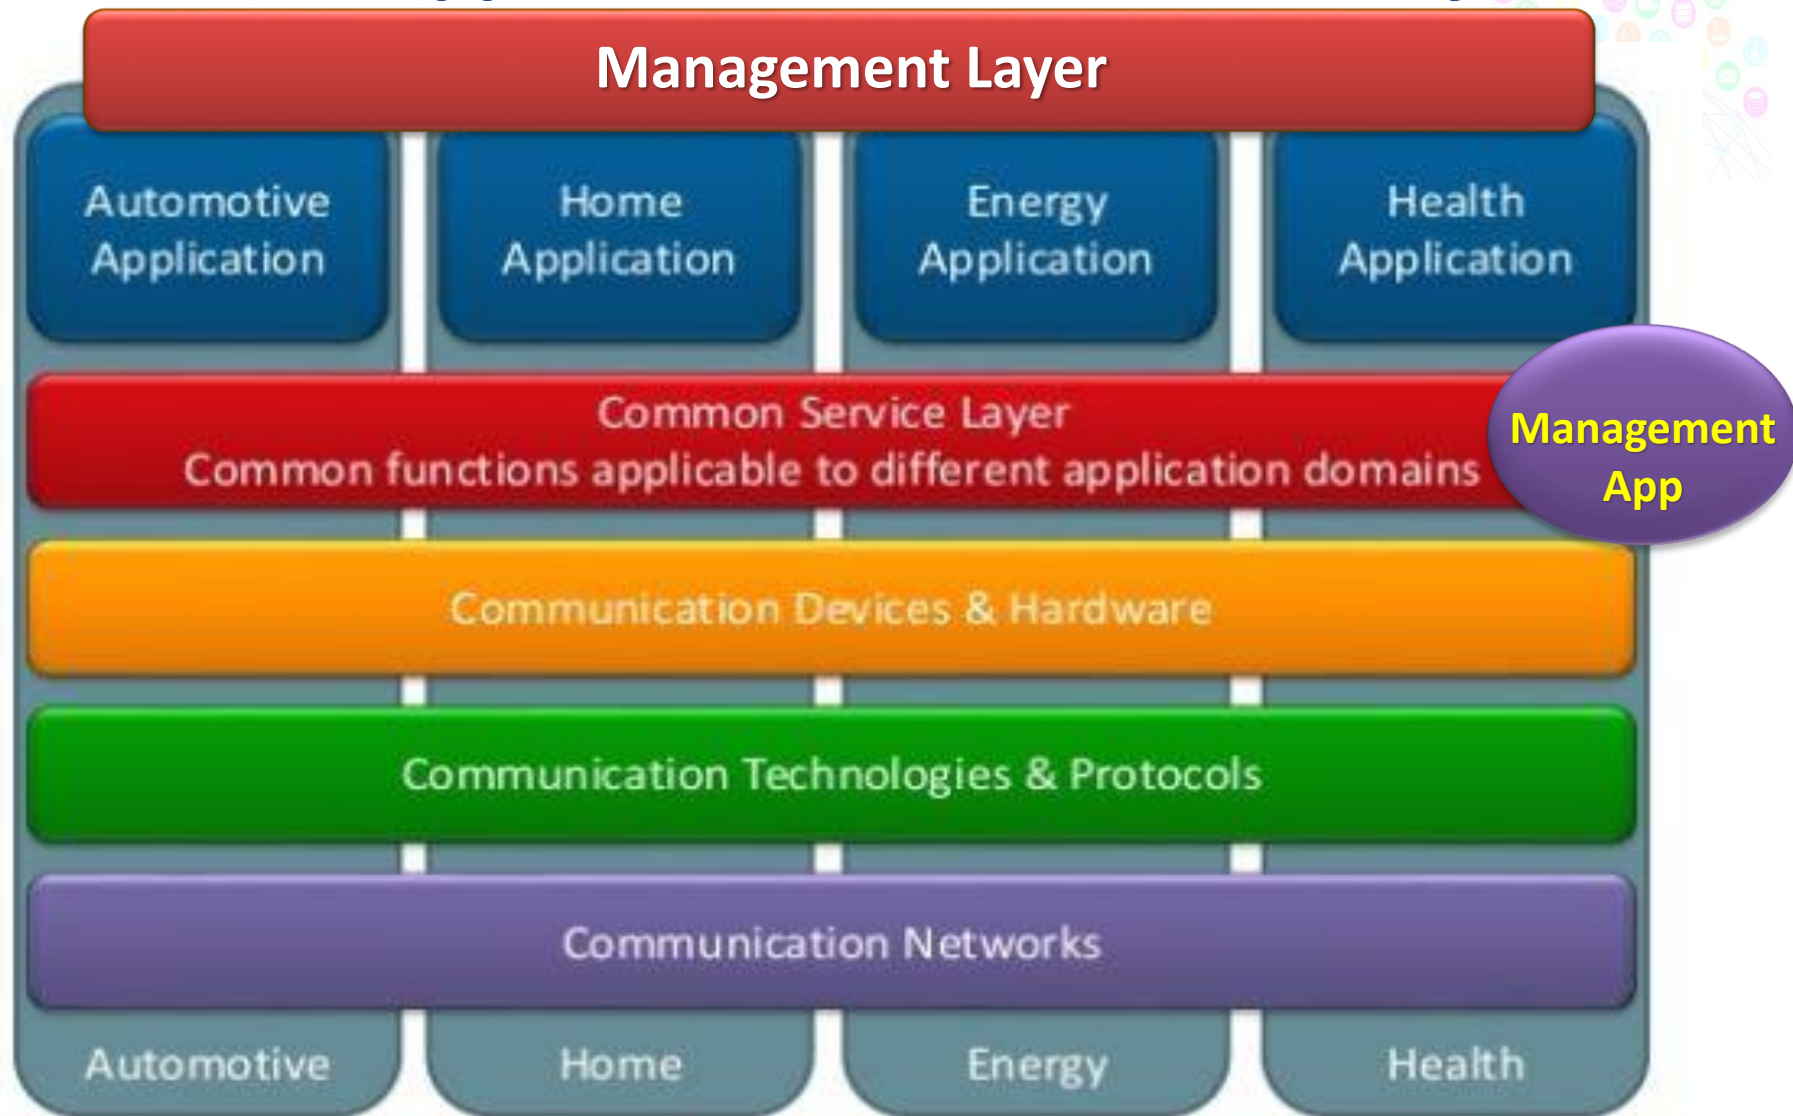 Management Layer
Automotive
Application
Home
Application
Energy
Application
Health
Application
Common Service Layer
Common functions applicable to different application domains
Management
App
Communication Devices & Hardware
Communication Technologies & Protocols
Communication Networks
Automotive
Home
Energy
Health